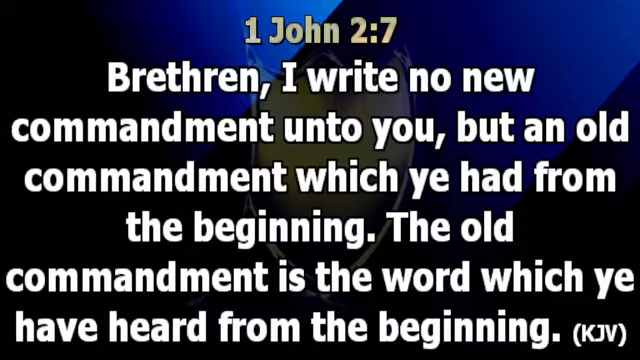 1 John 2:7
Brethren, I write no new
commandment unto you, but an old
commandment which ye had from
the beginning. The old
commandment is the word which ye
have heard from the beginning. (KJV)